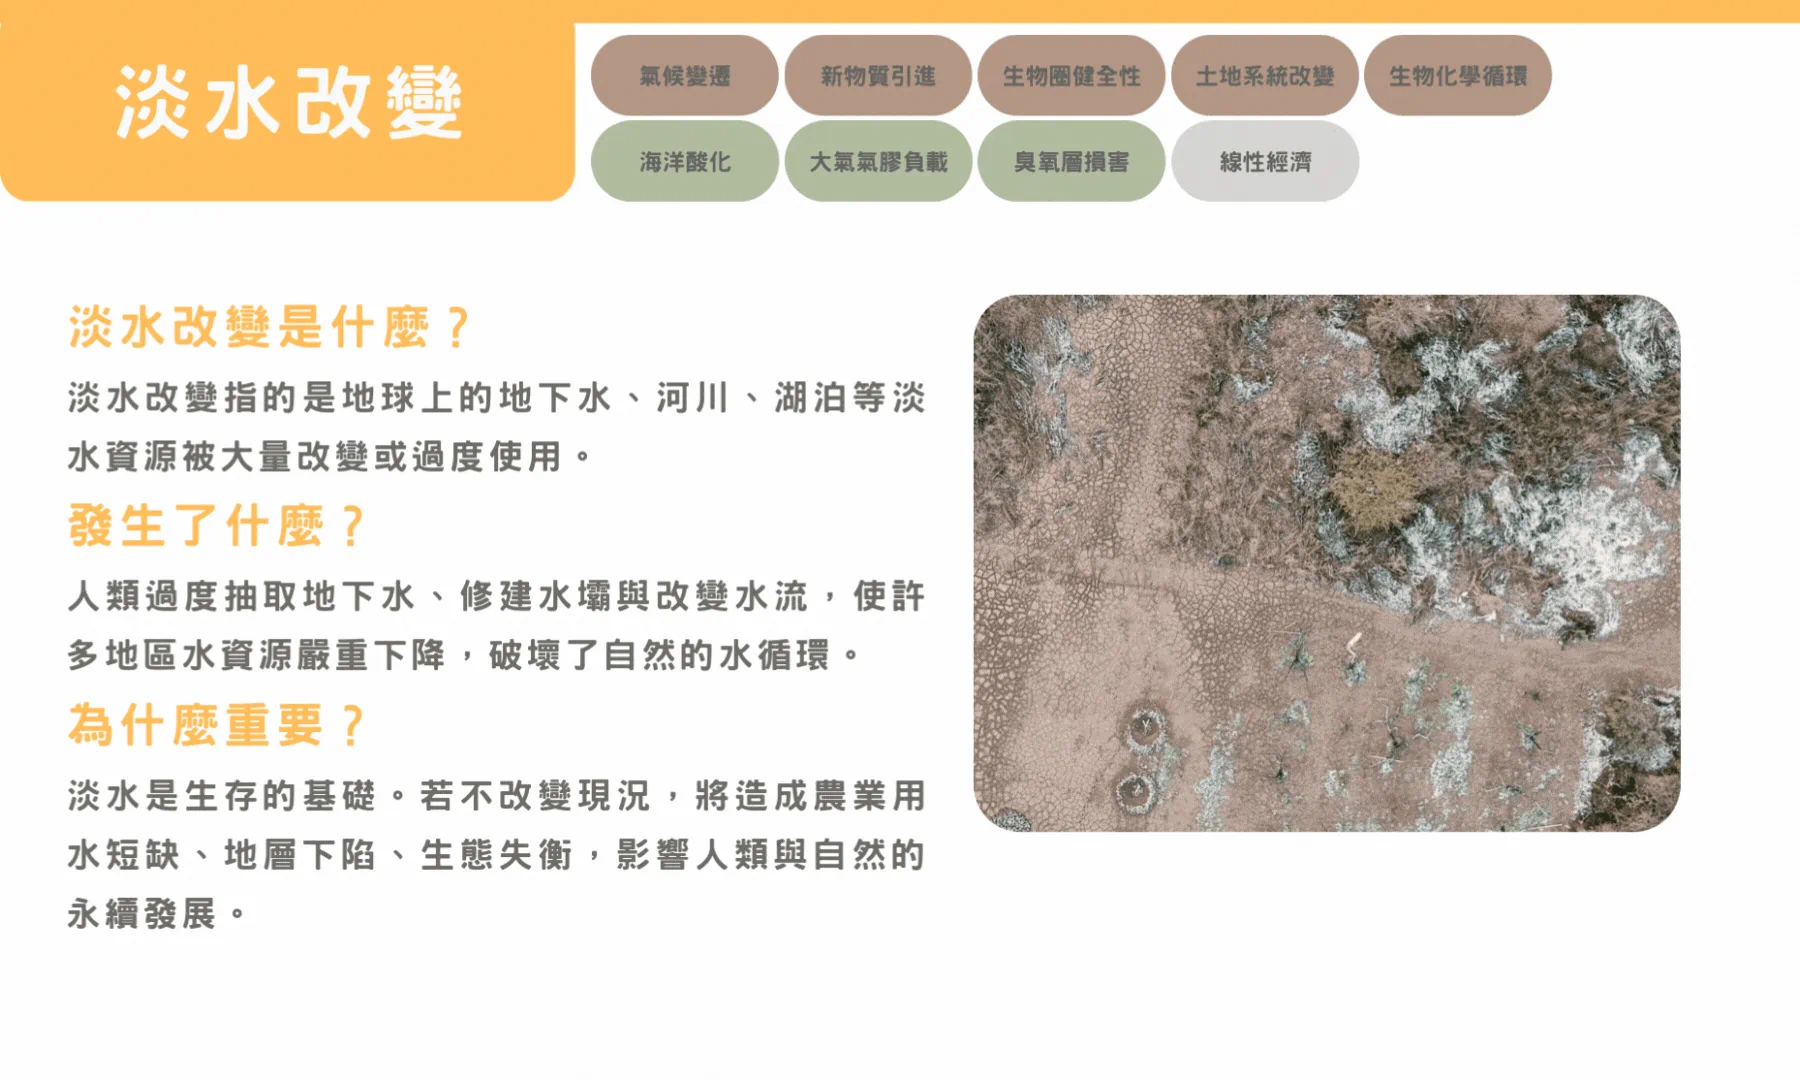 淡水改變
氣候變遷
新物質引進
生物圈健全性
土地系統改變
生物化學循環
海洋酸化
大氣氣膠負載
臭氧層損害
線性經濟
淡水改變是什麼？
淡水改變指的是地球上的地下水、河川、湖泊等淡
水資源被大量改變或過度使用。
發生了什麼？
人類過度抽取地下水、修建水壩與改變水流，使許
多地區水資源嚴重下降，破壞了自然的水循環。
為什麼重要？
淡水是生存的基礎。若不改變現況，將造成農業用
水短缺、地層下陷、生態失衡，影響人類與自然的
永續發展。